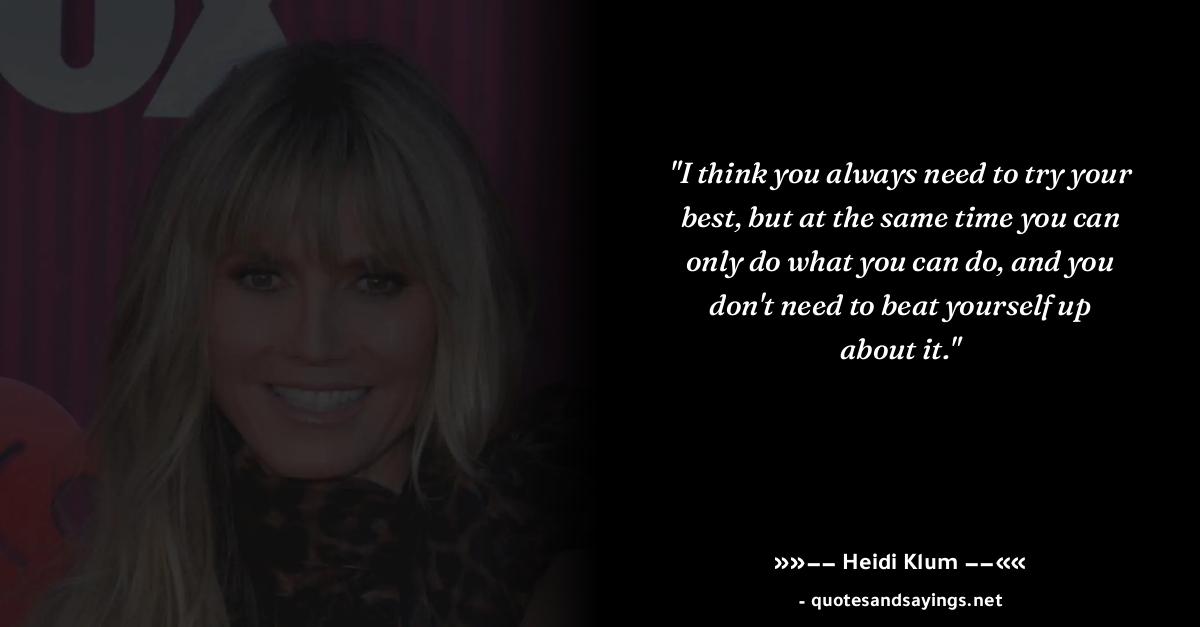 "I think you always need to try your
best, but at the same time you can
only do what you can do, and you
don't need to beat yourself up
about it."
»»−− Heidi Klum −−««
- quotesandsayings.net